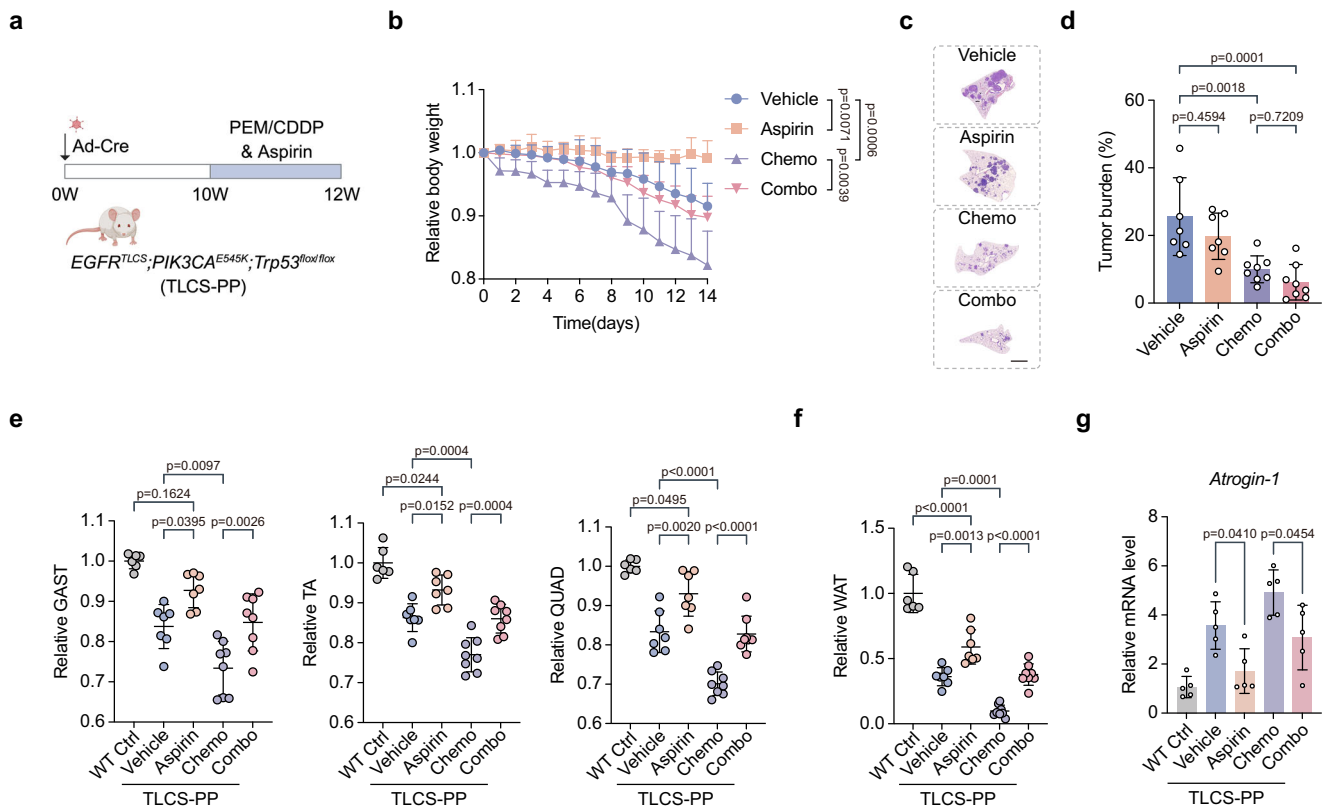 a
Ad-Cre
PEM/CDDP
& Aspirin
0W
10W
12W
EGFR^TLCS;PIK3CA^E545K;Trp53^flox/flox
(TLCS-PP)
b
Relative body weight
1.1
1.0
0.9
0.8
0 2 4 6 8 10 12 14
Time(days)
Vehicle
Aspirin
Chemo
Combo
p=0.0071
p=0.0039
p=0.0006
c
Vehicle
Aspirin
Chemo
Combo
d
p=0.0001
p=0.0018
p=0.4594 p=0.7209
Tumor burden (%)
60
40
20
0
Vehicle
Aspirin
Chemo
Combo
e
p=0.0097
p=0.1624
p=0.0395 p=0.0026
Relative GAST
1.1
1.0
0.9
0.8
0.7
0.6
WT Ctrl
Vehicle
Aspirin
Chemo
Combo
TLCS-PP
p=0.0004
p=0.0244
p=0.0152 p=0.0004
Relative TA
1.1
1.0
0.9
0.8
0.7
0.6
WT Ctrl
Vehicle
Aspirin
Chemo
Combo
TLCS-PP
p<0.0001
p=0.0495
p=0.0020 p<0.0001
Relative QUAD
1.1
1.0
0.9
0.8
0.7
0.6
WT Ctrl
Vehicle
Aspirin
Chemo
Combo
TLCS-PP
f
p=0.0001
p<0.0001
p=0.0013 p<0.0001
Relative WAT
1.5
1.0
0.5
0.0
WT Ctrl
Vehicle
Aspirin
Chemo
Combo
TLCS-PP
g
Atrogin-1
p=0.0410 p=0.0454
Relative mRNA level
8
6
4
2
0
WT Ctrl
Vehicle
Aspirin
Chemo
Combo
TLCS-PP